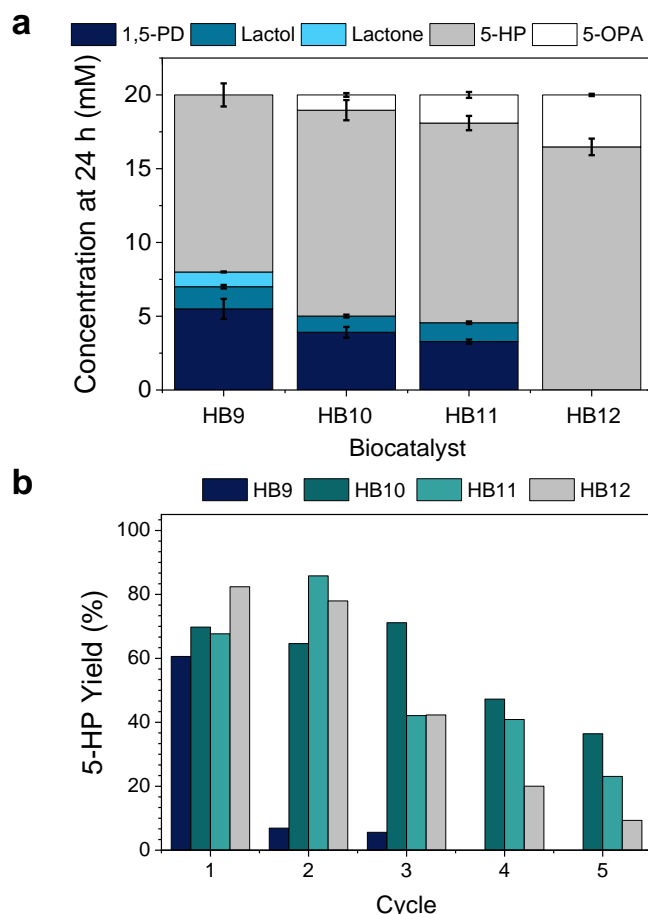 a
1,5-PD Lactol Lactone 5-HP 5-OPA
Concentration at 24 h (mM)
20
15
10
5
0
HB9 HB10 HB11 HB12
Biocatalyst
b
HB9 HB10 HB11 HB12
5-HP Yield (%)
100
80
60
40
20
0
1 2 3 4 5
Cycle